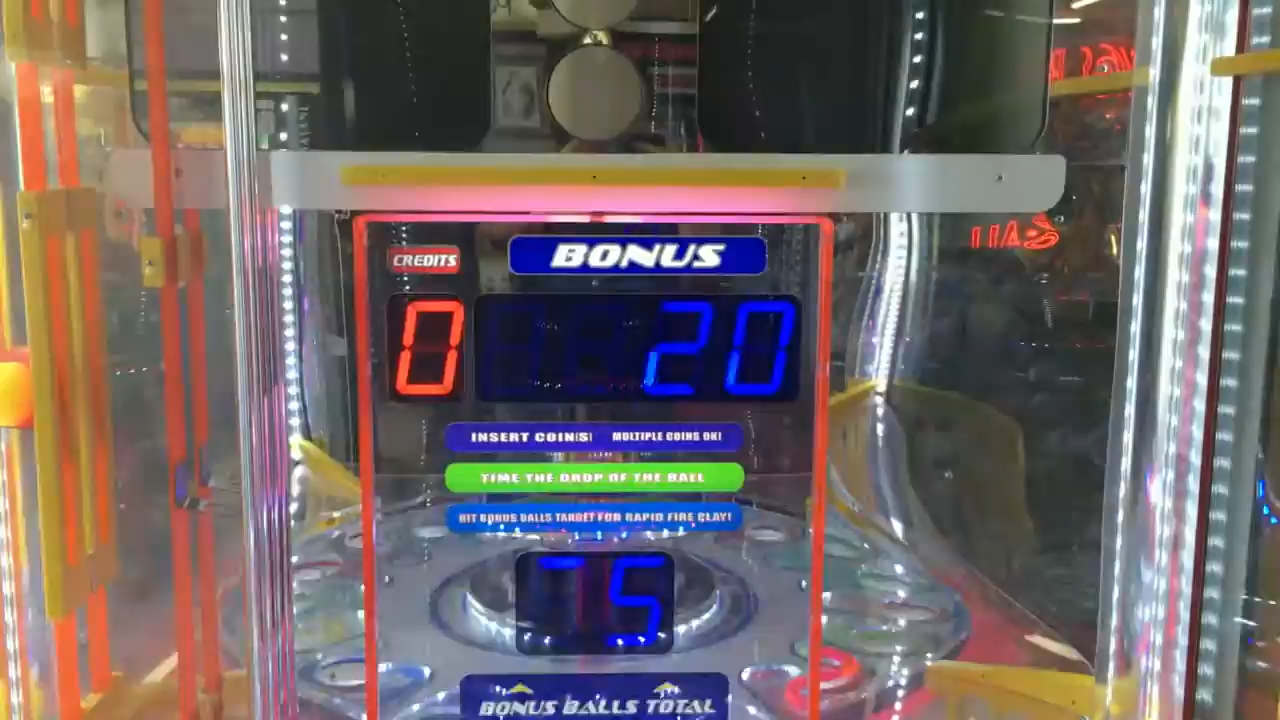 CREDITS
BONUS
0
20
INSERT COIN(S) MULTIPLE COINS OK!
TIME THE DROP OF THE BALL
HIT BONUS BALLS TARGET FOR RAPID FIRE PLAY!
5
BONUS BALLS TOTAL